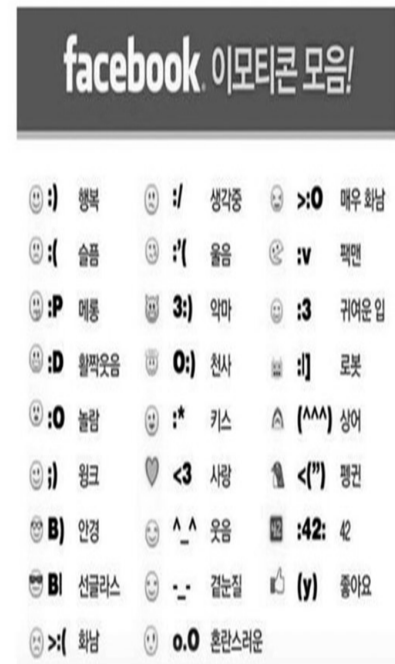 facebook. 이모티콘 모음!
:) 행복 :/ 생각중 >:O 매우 화남
:( 슬픔 :'( 울음 :v 팩맨
:P 메롱 3:) 악마 :3 귀여운 입
:D 활짝웃음 O:) 천사 :|] 로봇
:O 놀람 :* 키스 (^^^) 상어
;) 윙크 <3 사랑 <(") 펭귄
B) 안경 ^_^ 웃음 42 :42: 42
B| 선글라스 -_- 곁눈질 (y) 좋아요
>:( 화남 o.O 혼란스러운